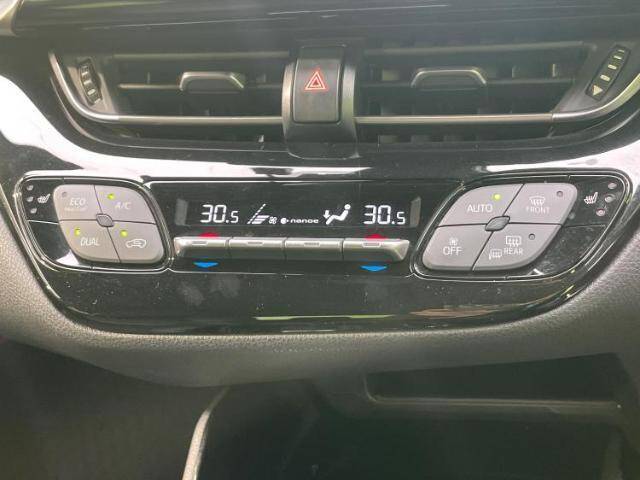 ECO
A/C
DUAL
30.5
nanoe
30.5
AUTO
FRONT
OFF
REAR